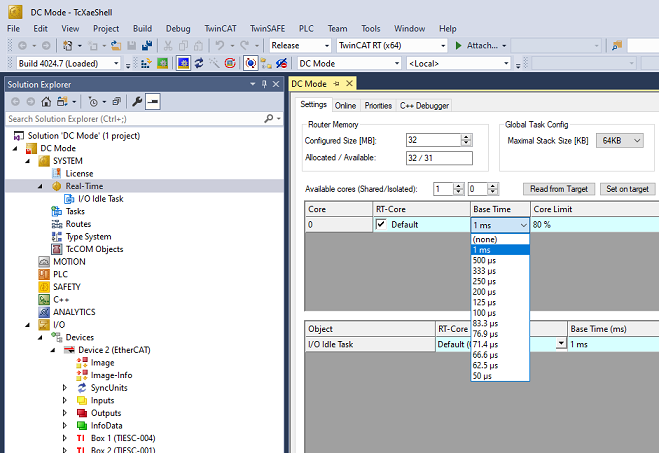 DC Mode - TcXaeShell
File Edit View Project Build Debug TwinCAT TwinSAFE PLC Team Tools Window Help
Release TwinCAT RT (x64) Attach...
Build 4024.7 (Loaded) DC Mode <Local>
Solution Explorer
Search Solution Explorer (Ctrl+;)
Solution 'DC Mode' (1 project)
DC Mode
SYSTEM
License
Real-Time
I/O Idle Task
Tasks
Routes
Type System
TcCOM Objects
MOTION
PLC
SAFETY
C++
ANALYTICS
I/O
Devices
Device 2 (EtherCAT)
Image
Image-Info
SyncUnits
Inputs
Outputs
InfoData
TI Box 1 (TIESC-004)
TI Box 2 (TIESC-001)
DC Mode
Settings Online Priorities C++ Debugger
Router Memory
Configured Size [MB]: 32
Allocated / Available: 32 / 31
Global Task Config
Maximal Stack Size [KB] 64KB
Available cores (Shared/Isolated): 1 0 Read from Target Set on target
Core RT-Core Base Time Core Limit
0 Default 1 ms 80 %
(none)
1 ms
500 µs
333 µs
250 µs
200 µs
125 µs
100 µs
83.3 µs
76.9 µs
71.4 µs
66.6 µs
62.5 µs
50 µs
Object RT-Core Base Time (ms)
I/O Idle Task Default ( 1 ms